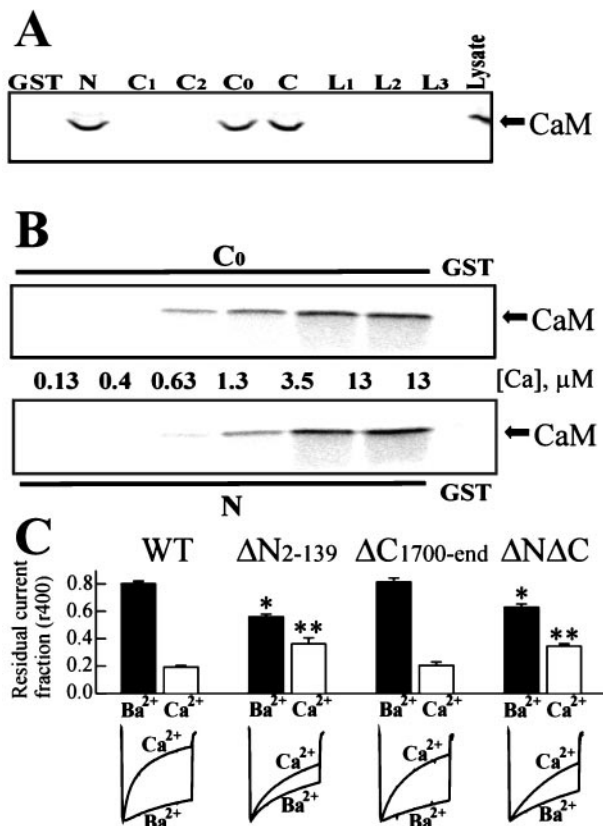 A
GST N C1 C2 C0 C L1 L2 L3 Lysate
CaM
B
C0 GST
CaM
0.13 0.4 0.63 1.3 3.5 13 13 [Ca], µM
CaM
N GST
C
WT ΔN2-139 ΔC1700-end ΔNΔC
Residual current
fraction (r400)
0.8
0.6
0.4
0.2
* ** * **
Ba2+ Ca2+ Ba2+ Ca2+ Ba2+ Ca2+ Ba2+ Ca2+
Ca2+ Ca2+ Ca2+ Ca2+
Ba2+ Ba2+ Ba2+ Ba2+